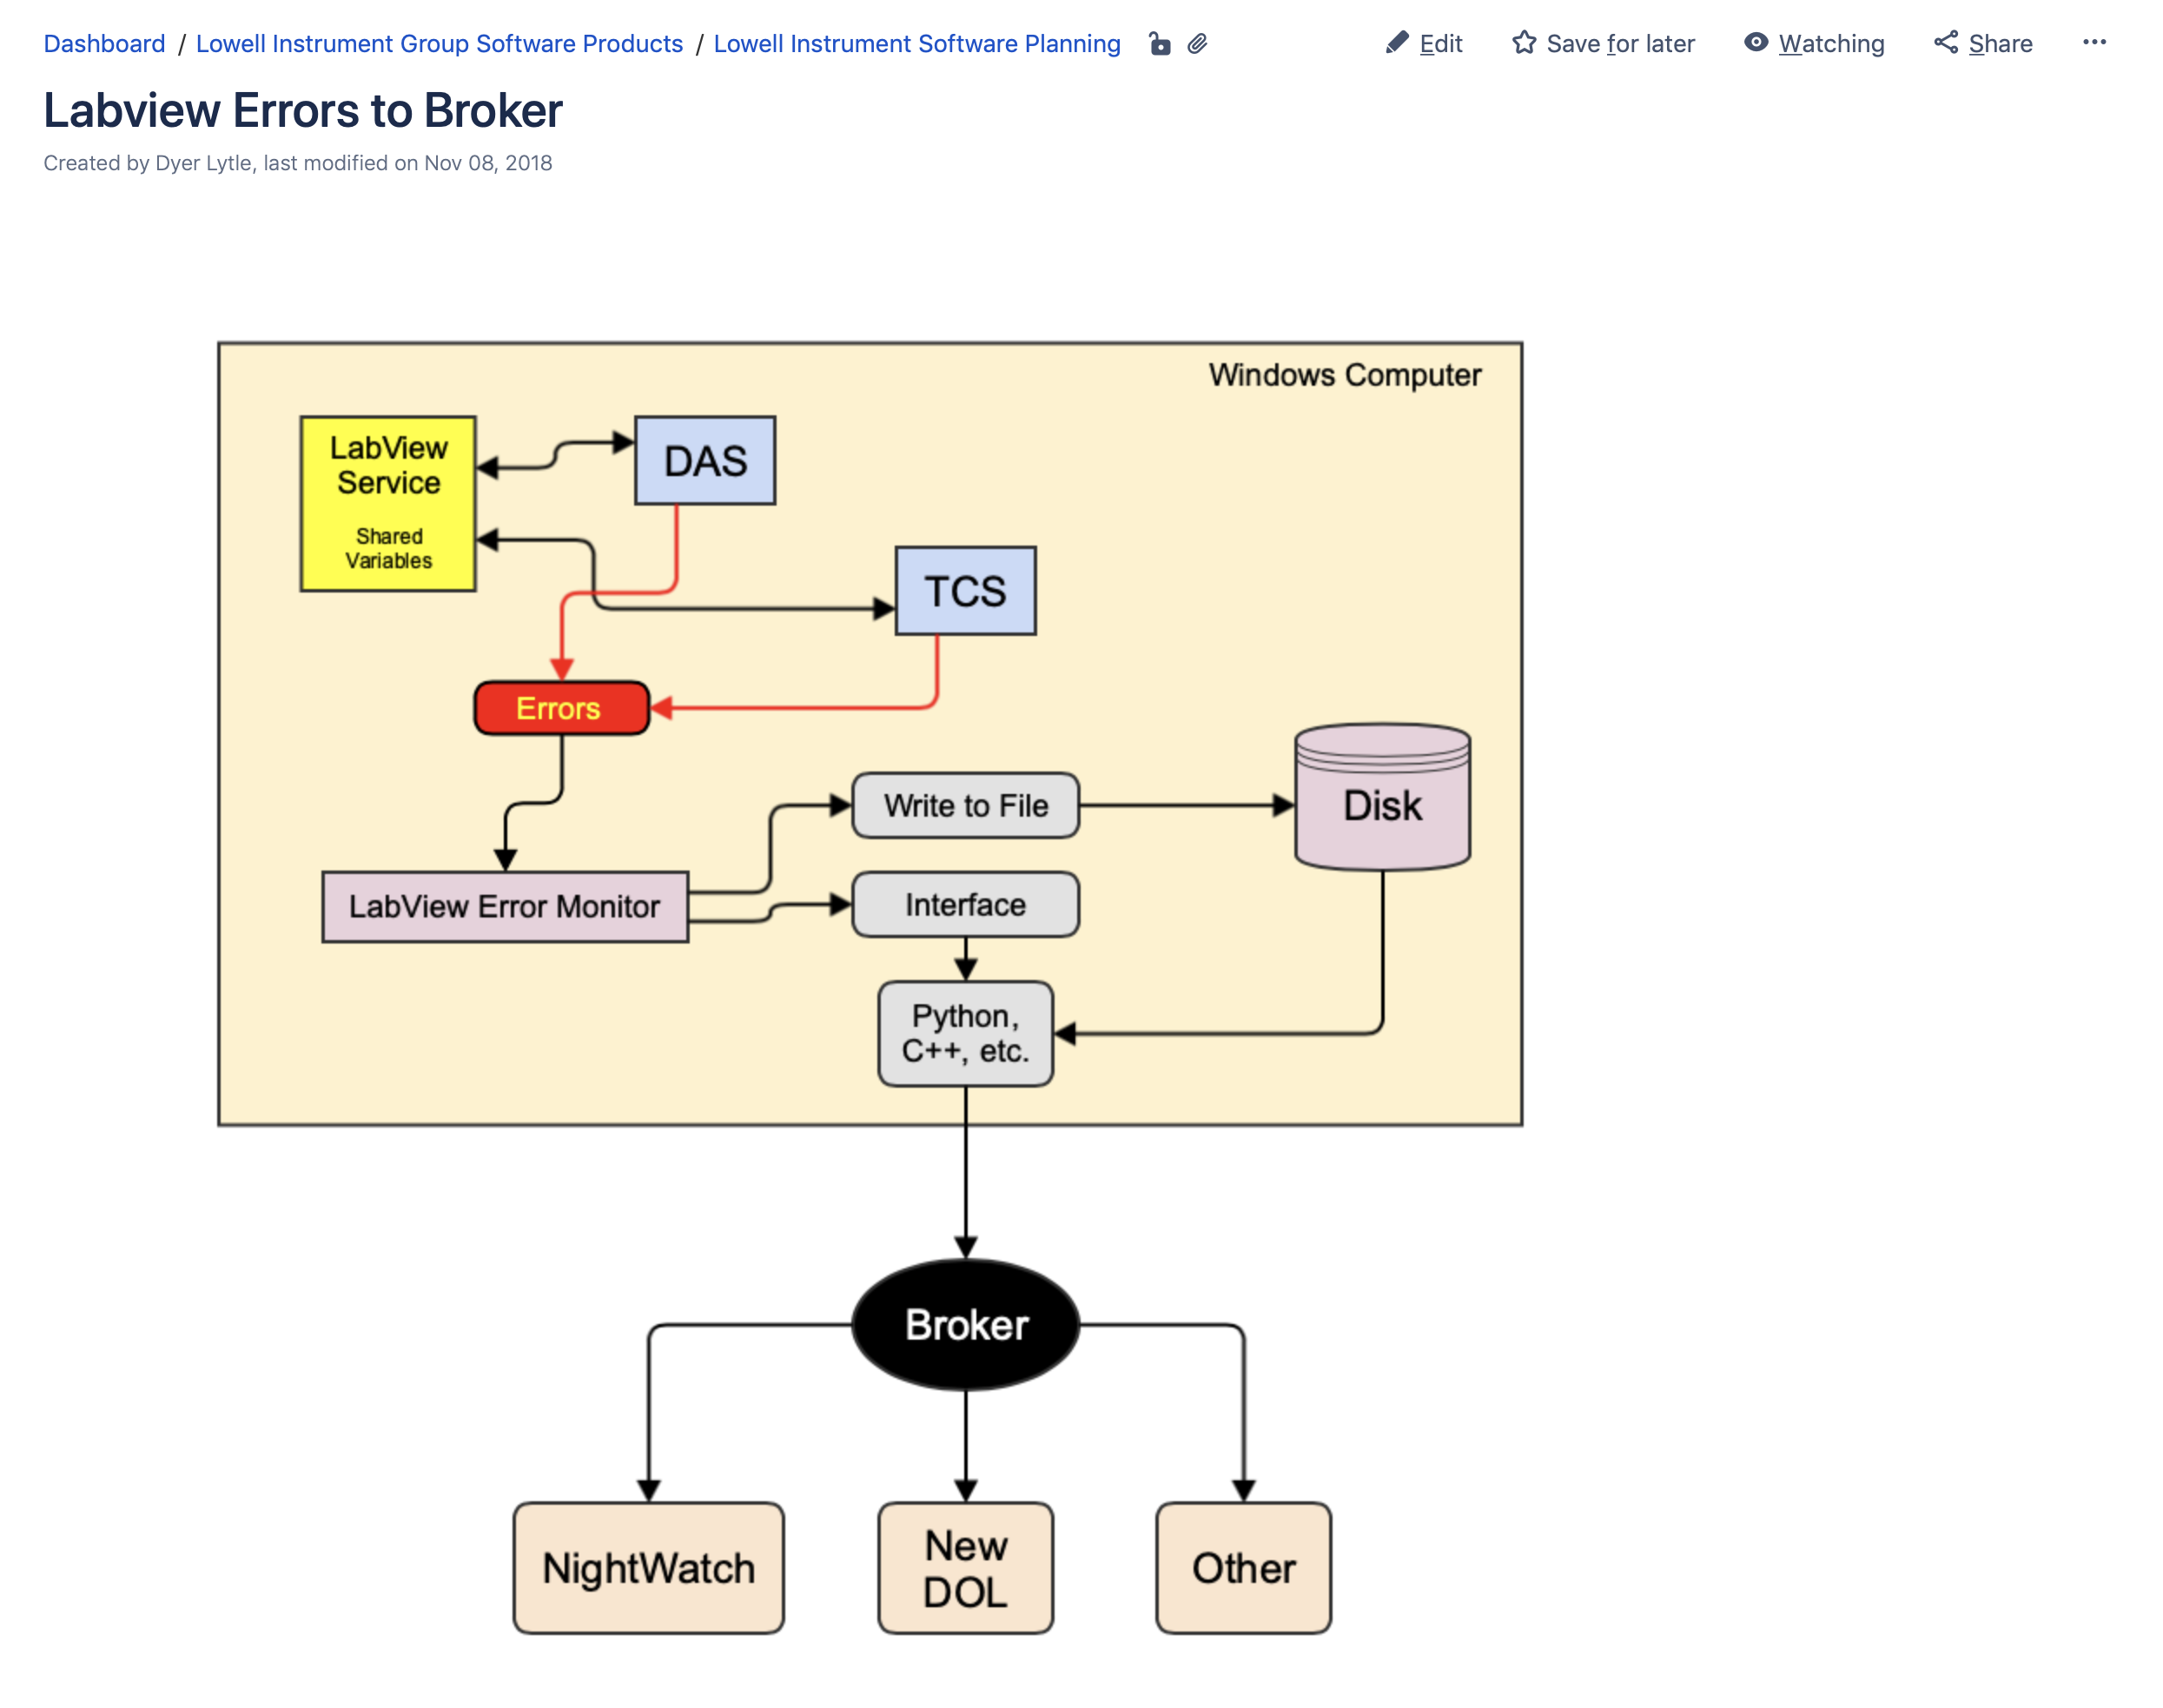 Dashboard / Lowell Instrument Group Software Products / Lowell Instrument Software Planning
Edit Save for later Watching Share
Labview Errors to Broker
Created by Dyer Lytle, last modified on Nov 08, 2018
Windows Computer
LabView
Service
Shared
Variables
DAS
TCS
Errors
Write to File
Disk
LabView Error Monitor
Interface
Python,
C++, etc.
Broker
NightWatch
New
DOL
Other